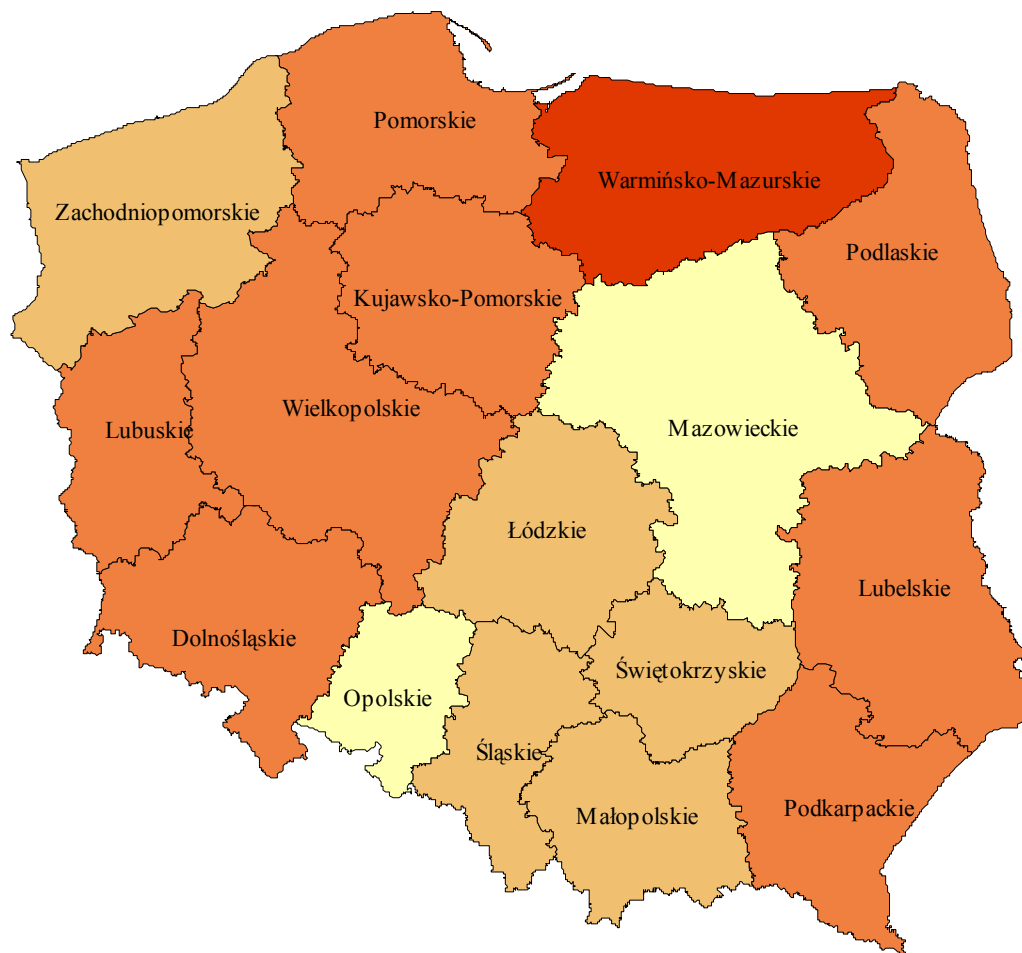 Pomorskie
Warmińsko-Mazurskie
Zachodniopomorskie
Podlaskie
Kujawsko-Pomorskie
Wielkopolskie
Lubuskie
Mazowieckie
Łódzkie
Lubelskie
Dolnośląskie
Świętokrzyskie
Opolskie
Śląskie
Podkarpackie
Małopolskie